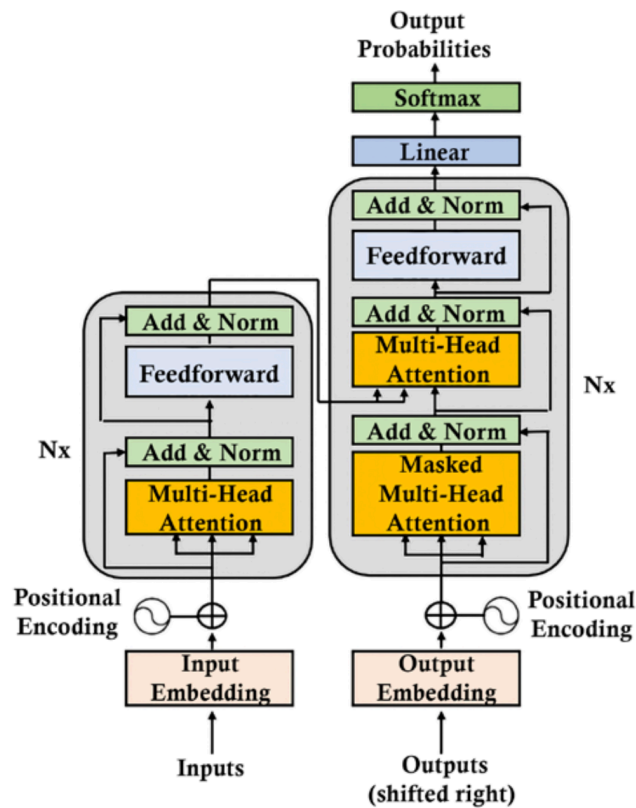 Output
Probabilities
Softmax
Linear
Add & Norm
Feedforward
Add & Norm
Multi-Head
Attention
Add & Norm
Masked
Multi-Head
Attention
Nx
Add & Norm
Feedforward
Add & Norm
Multi-Head
Attention
Nx
Positional
Encoding
Positional
Encoding
Input
Embedding
Output
Embedding
Inputs
Outputs
(shifted right)